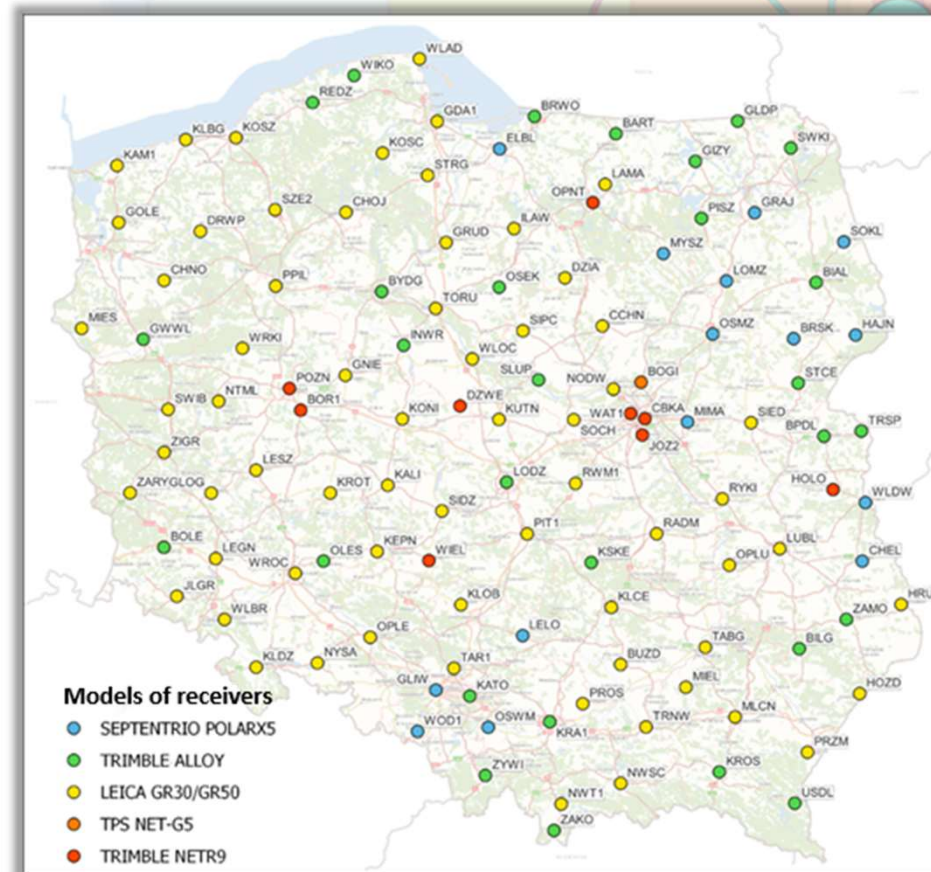 WLAD
WIKO
REDZ
GDA1
BRWO
BART
GLDP
KLBG
KOSZ
KOSC
ELBL
GIZY
SWKI
KAM1
STRG
LAMA
OPNT
GOLE
DRWP
SZE2
CHOJ
GRUD
ILAW
PISZ
GRAJ
MYSZ
SOKL
CHNO
PPIL
BYDG
OSEK
DZIA
LOMZ
BIAL
TORU
MIES
GWWL
WRKI
INWR
SIPC
CCHN
OSMZ
BRSK
HAJN
WLOC
GNIE
SLUP
NODW
BOGI
STCE
POZN
SWIB
NTML
BOR1
DZWE
KONI
KUTN
WAT1
CBKA
MIMA
SIED
BPDL
TRSP
SOCH
JOZ2
ZIGR
LESZ
KALI
LODZ
RWM1
HOLO
ZARYGLOG
KROT
SIDZ
RYKI
WLDW
PIT1
RADM
BOLE
LEGN
WROC
OLES
KEPN
WIEL
KSKE
OPLU
LUBL
CHEL
JLGR
WLBR
KLOB
KLCE
HRU
ZAMO
OPLE
LELO
TABG
BILG
KLDZ
NYSA
TAR1
BUZD
GLIW
KATO
MIEL
HOZD
PROS
WOD1
OSWM
KRA1
TRNW
MLCN
PRZM
ZYWI
NWSC
KROS
NWT1
USDL
ZAKO
Models of receivers
SEPTENTRIO POLARX5
TRIMBLE ALLOY
LEICA GR30/GR50
TPS NET-G5
TRIMBLE NETR9